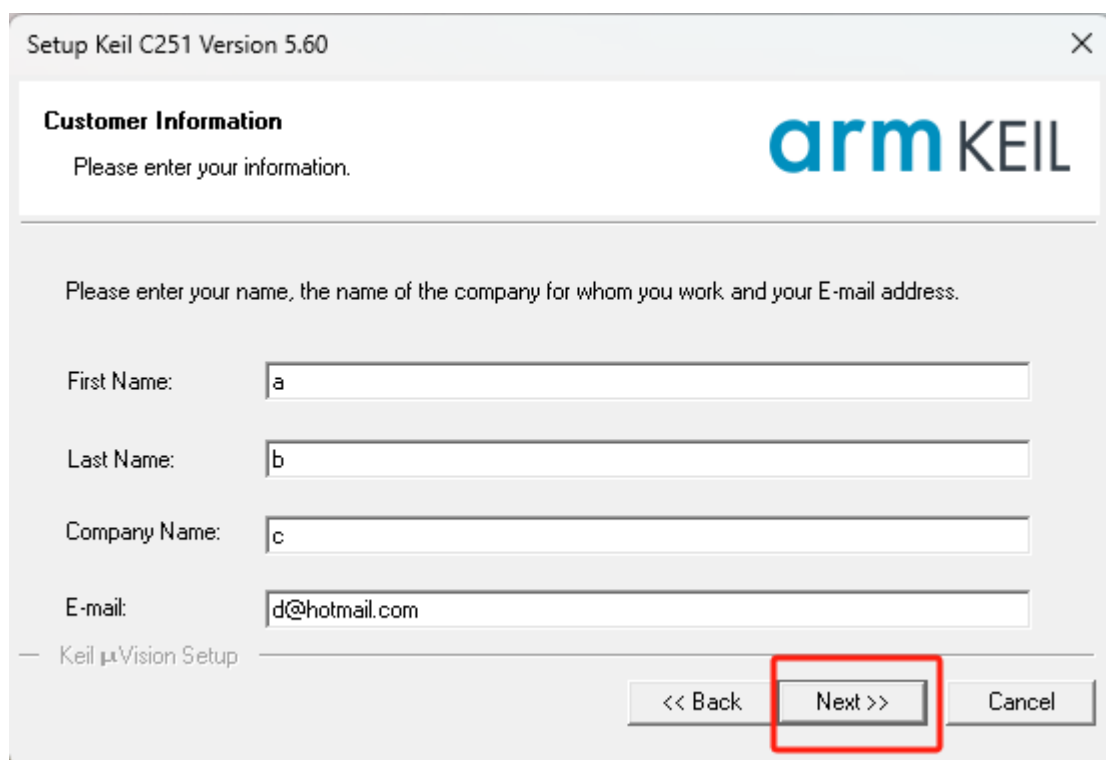 Setup Keil C251 Version 5.60
Customer Information
arm KEIL
Please enter your information.
Please enter your name, the name of the company for whom you work and your E-mail address.
First Name: a
Last Name: b
Company Name: c
E-mail: d@hotmail.com
Keil µVision Setup
<< Back Next >> Cancel